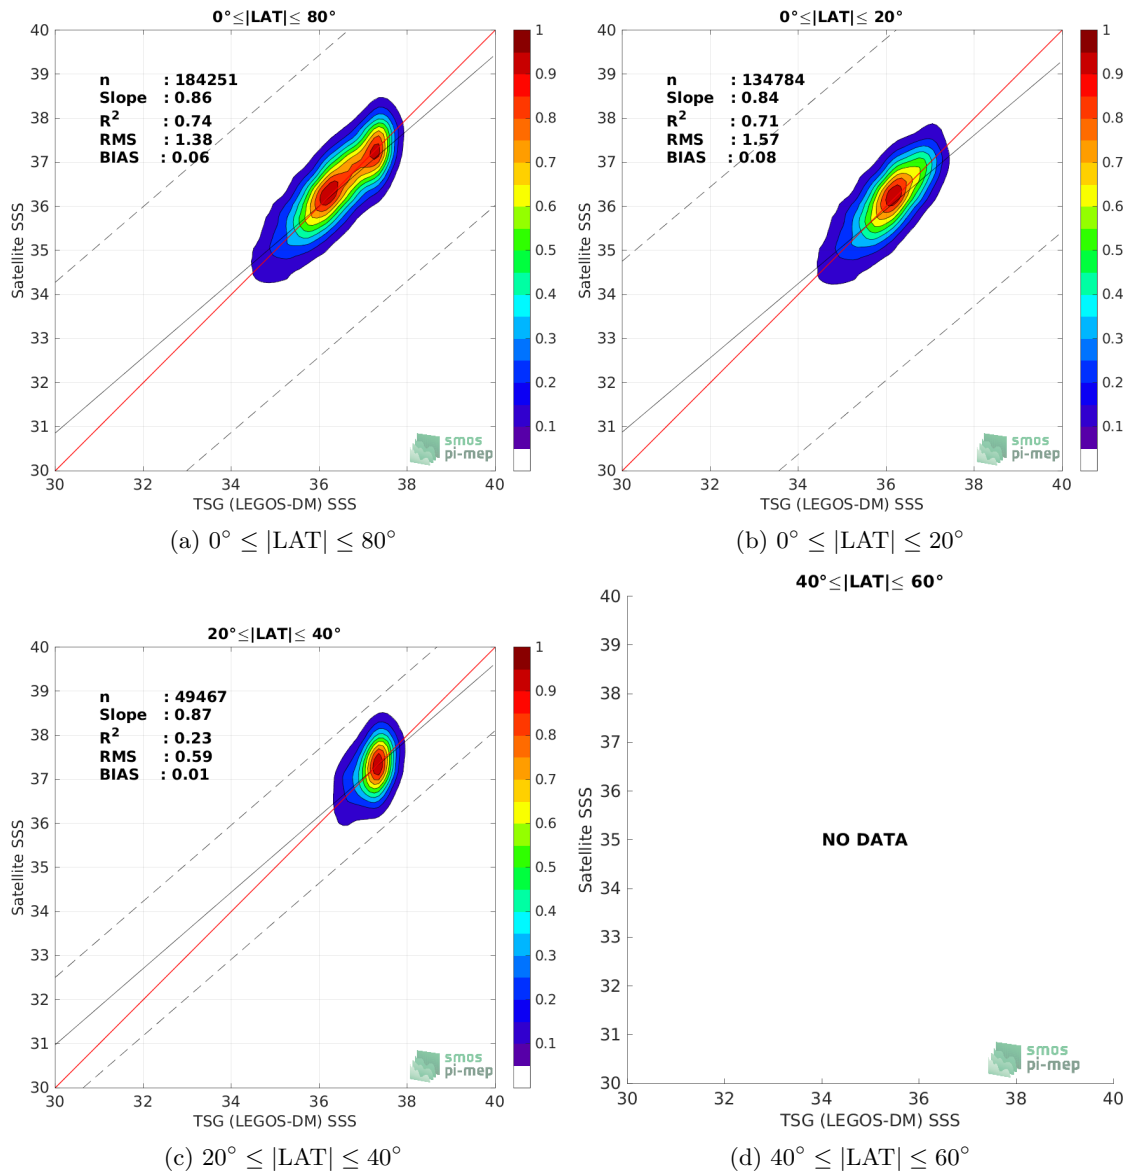 0°≤|LAT|≤ 80°
40
39
38
37
36
35
34
33
32
31
30
n : 184251
Slope : 0.86
R² : 0.74
RMS : 1.38
BIAS : 0.06
Satellite SSS
30 32 34 36 38 40
TSG (LEGOS-DM) SSS
smos
pi-mep
1
0.9
0.8
0.7
0.6
0.5
0.4
0.3
0.2
0.1
(a) 0° ≤ |LAT| ≤ 80°
0°≤|LAT|≤ 20°
40
39
38
37
36
35
34
33
32
31
30
n : 134784
Slope : 0.84
R² : 0.71
RMS : 1.57
BIAS : 0.08
Satellite SSS
30 32 34 36 38 40
TSG (LEGOS-DM) SSS
smos
pi-mep
1
0.9
0.8
0.7
0.6
0.5
0.4
0.3
0.2
0.1
(b) 0° ≤ |LAT| ≤ 20°
20°≤|LAT|≤ 40°
40
39
38
37
36
35
34
33
32
31
30
n : 49467
Slope : 0.87
R² : 0.23
RMS : 0.59
BIAS : 0.01
Satellite SSS
30 32 34 36 38 40
TSG (LEGOS-DM) SSS
smos
pi-mep
1
0.9
0.8
0.7
0.6
0.5
0.4
0.3
0.2
0.1
(c) 20° ≤ |LAT| ≤ 40°
40°≤|LAT|≤ 60°
40
39
38
37
36
35
34
33
32
31
30
NO DATA
Satellite SSS
30 32 34 36 38 40
TSG (LEGOS-DM) SSS
smos
pi-mep
(d) 40° ≤ |LAT| ≤ 60°